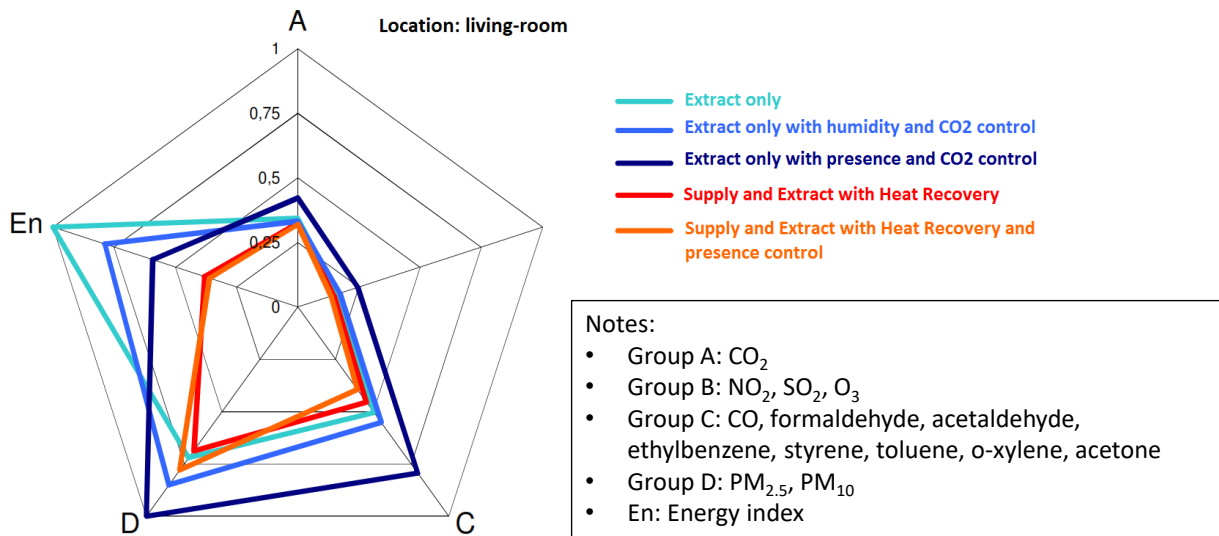 A
Location: living-room
1
0,75
0,5
0,25
0
En
D
C
Extract only
Extract only with humidity and CO2 control
Extract only with presence and CO2 control
Supply and Extract with Heat Recovery
Supply and Extract with Heat Recovery and
presence control
Notes:
• Group A: CO₂
• Group B: NO₂, SO₂, O₃
• Group C: CO, formaldehyde, acetaldehyde,
ethylbenzene, styrene, toluene, o-xylene, acetone
• Group D: PM₂.₅, PM₁₀
• En: Energy index